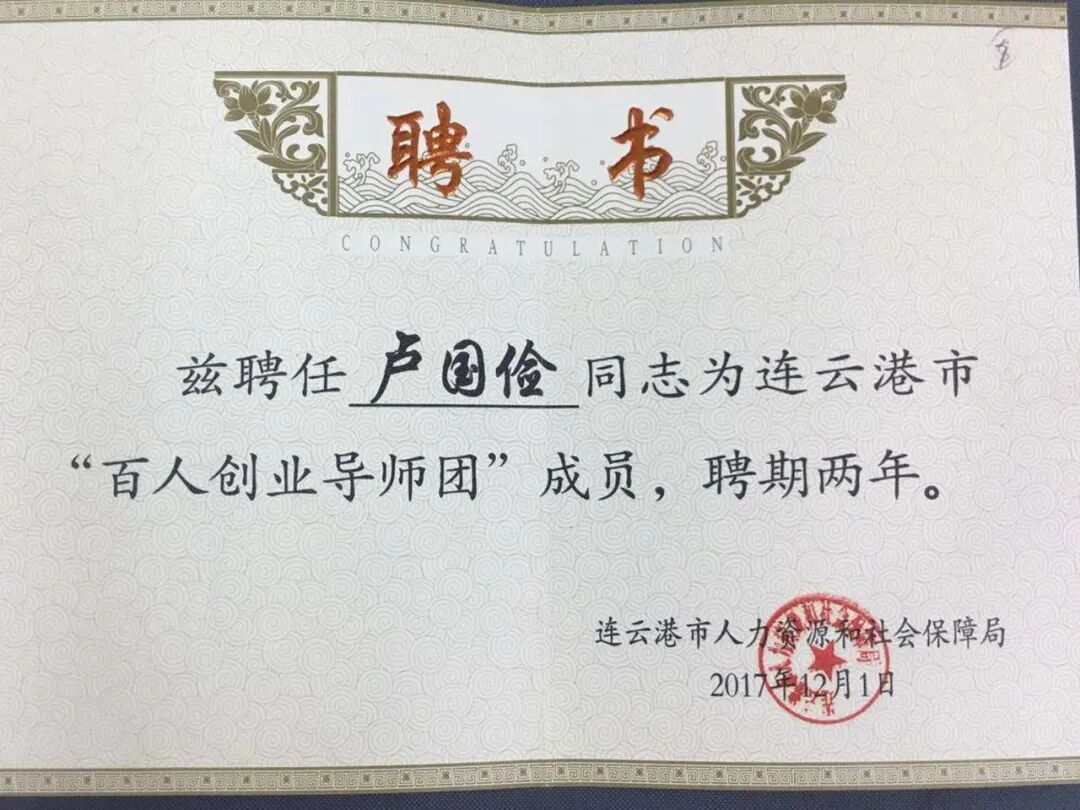 聘书
CONGRATULATION
兹聘任 卢国俭 同志为连云港市
“百人创业导师团”成员，聘期两年。
连云港市人力资源和社会保障局
2017年12月1日